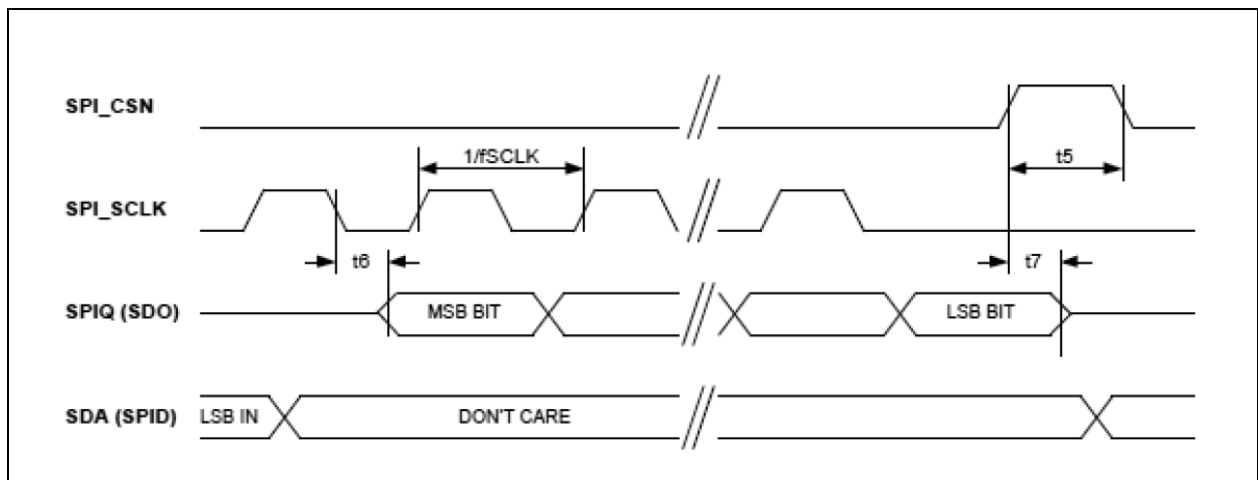 SPI_CSN
1/fSCLK
t5
SPI_SCLK
t6
t7
SPIQ (SDO)
MSB BIT
LSB BIT
SDA (SPID)
LSB IN
DON'T CARE